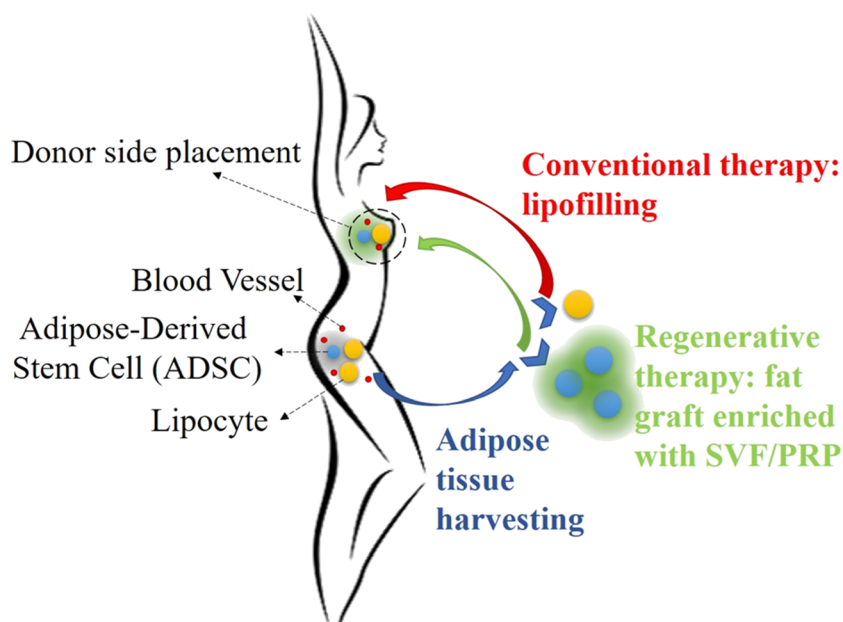 Donor side placement
Conventional therapy:
lipofilling
Blood Vessel
Adipose-Derived
Stem Cell (ADSC)
Lipocyte
Regenerative
therapy: fat
graft enriched
with SVF/PRP
Adipose
tissue
harvesting